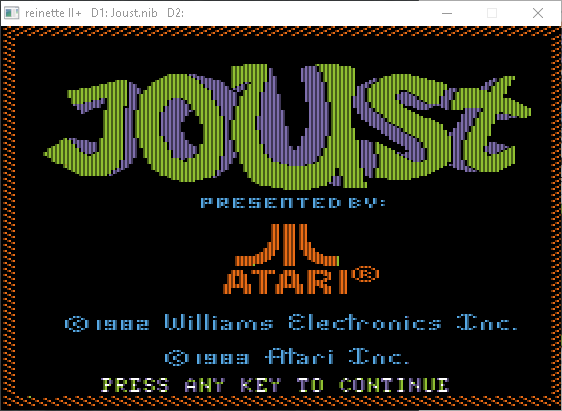 reinette II+ D1: Joust.nib D2:
JOUST
PRESENTED BY:
ATARI®
©1982 Williams Electronics Inc.
©1983 Atari Inc.
PRESS ANY KEY TO CONTINUE